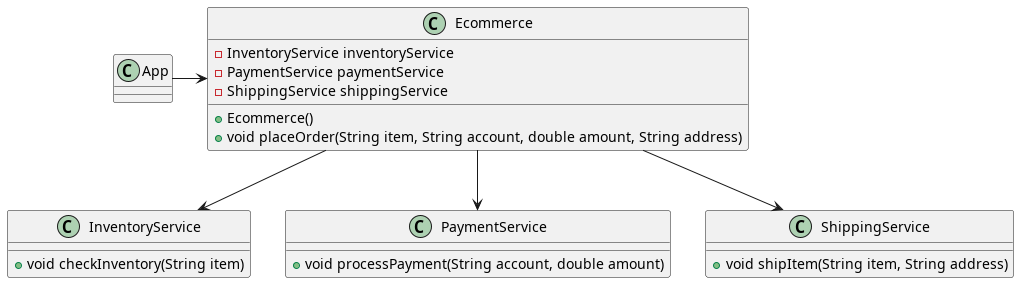 C Ecommerce
InventoryService inventoryService
PaymentService paymentService
ShippingService shippingService
Ecommerce()
void placeOrder(String item, String account, double amount, String address)
C App
C InventoryService
void checkInventory(String item)
C PaymentService
void processPayment(String account, double amount)
C ShippingService
void shipItem(String item, String address)